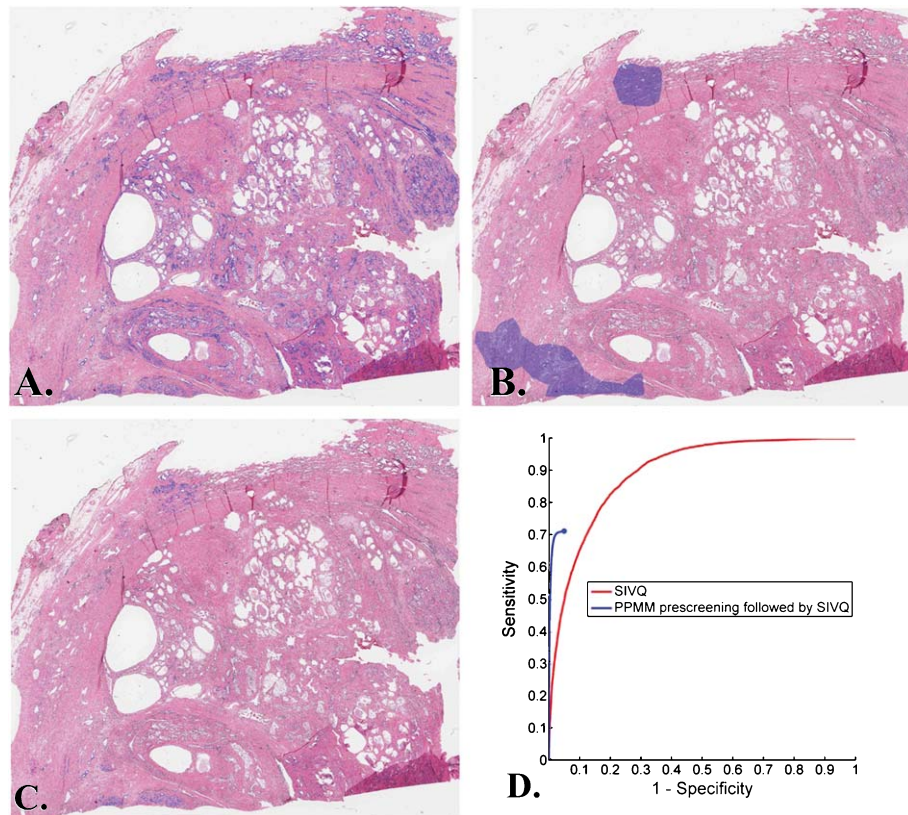 A.
B.
C.
D.
Sensitivity
1
0.9
0.8
0.7
0.6
0.5
0.4
0.3
0.2
0.1
0
SIVQ
PPMM prescreening followed by SIVQ
0.1 0.2 0.3 0.4 0.5 0.6 0.7 0.8 0.9 1
1 - Specificity